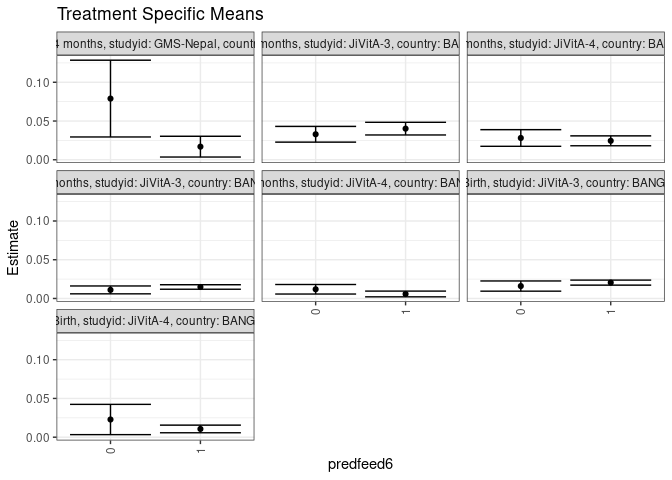 Treatment Specific Means
4 months, studyid: GMS-Nepal, count
months, studyid: JiVitA-3, country: BA
months, studyid: JiVitA-4, country: BA
0.10
0.05
0.00
months, studyid: JiVitA-3, country: BAN
months, studyid: JiVitA-4, country: BAN
Birth, studyid: JiVitA-3, country: BANG
0.10
0.05
0.00
0
1
0
1
Birth, studyid: JiVitA-4, country: BANG
0.10
0.05
0.00
0
1
Estimate
predfeed6